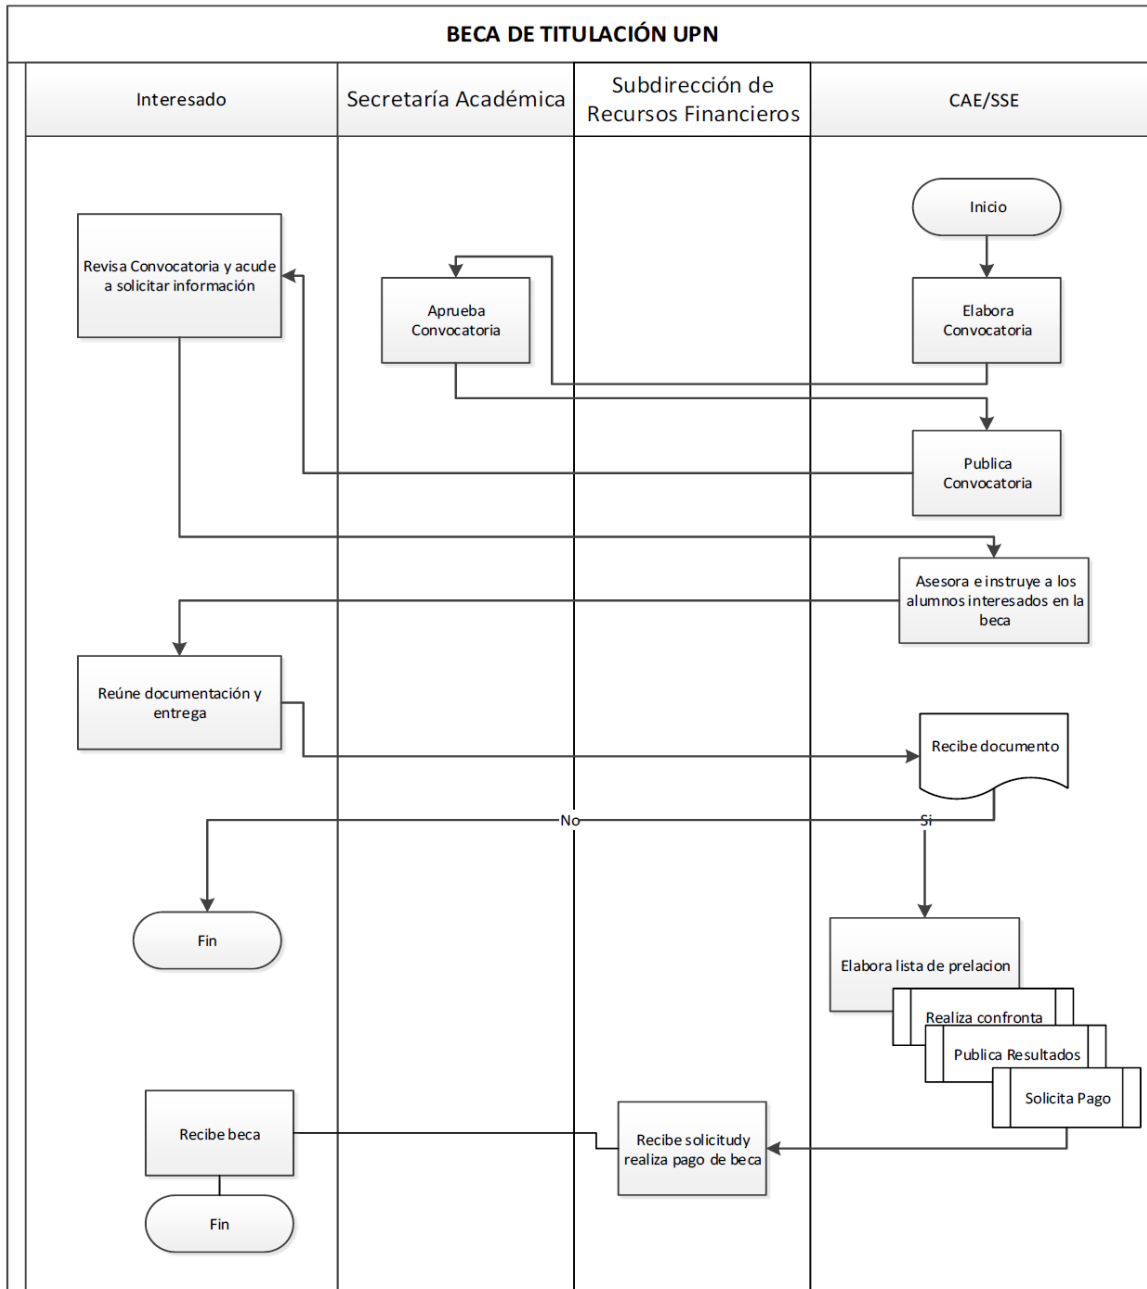 BECA DE TITULACIÓN UPN
Interesado
Secretaría Académica
Subdirección de
Recursos Financieros
CAE/SSE
Inicio
Revisa Convocatoria y acude
a solicitar información
Aprueba
Convocatoria
Elabora
Convocatoria
Publica
Convocatoria
Asesora e instruye a los
alumnos interesados en la
beca
Reúne documentación y
entrega
Recibe documento
No
Si
Fin
Elabora lista de prelacion
Realiza confronta
Publica Resultados
Solicita Pago
Recibe beca
Recibe solicitudy
realiza pago de beca
Fin